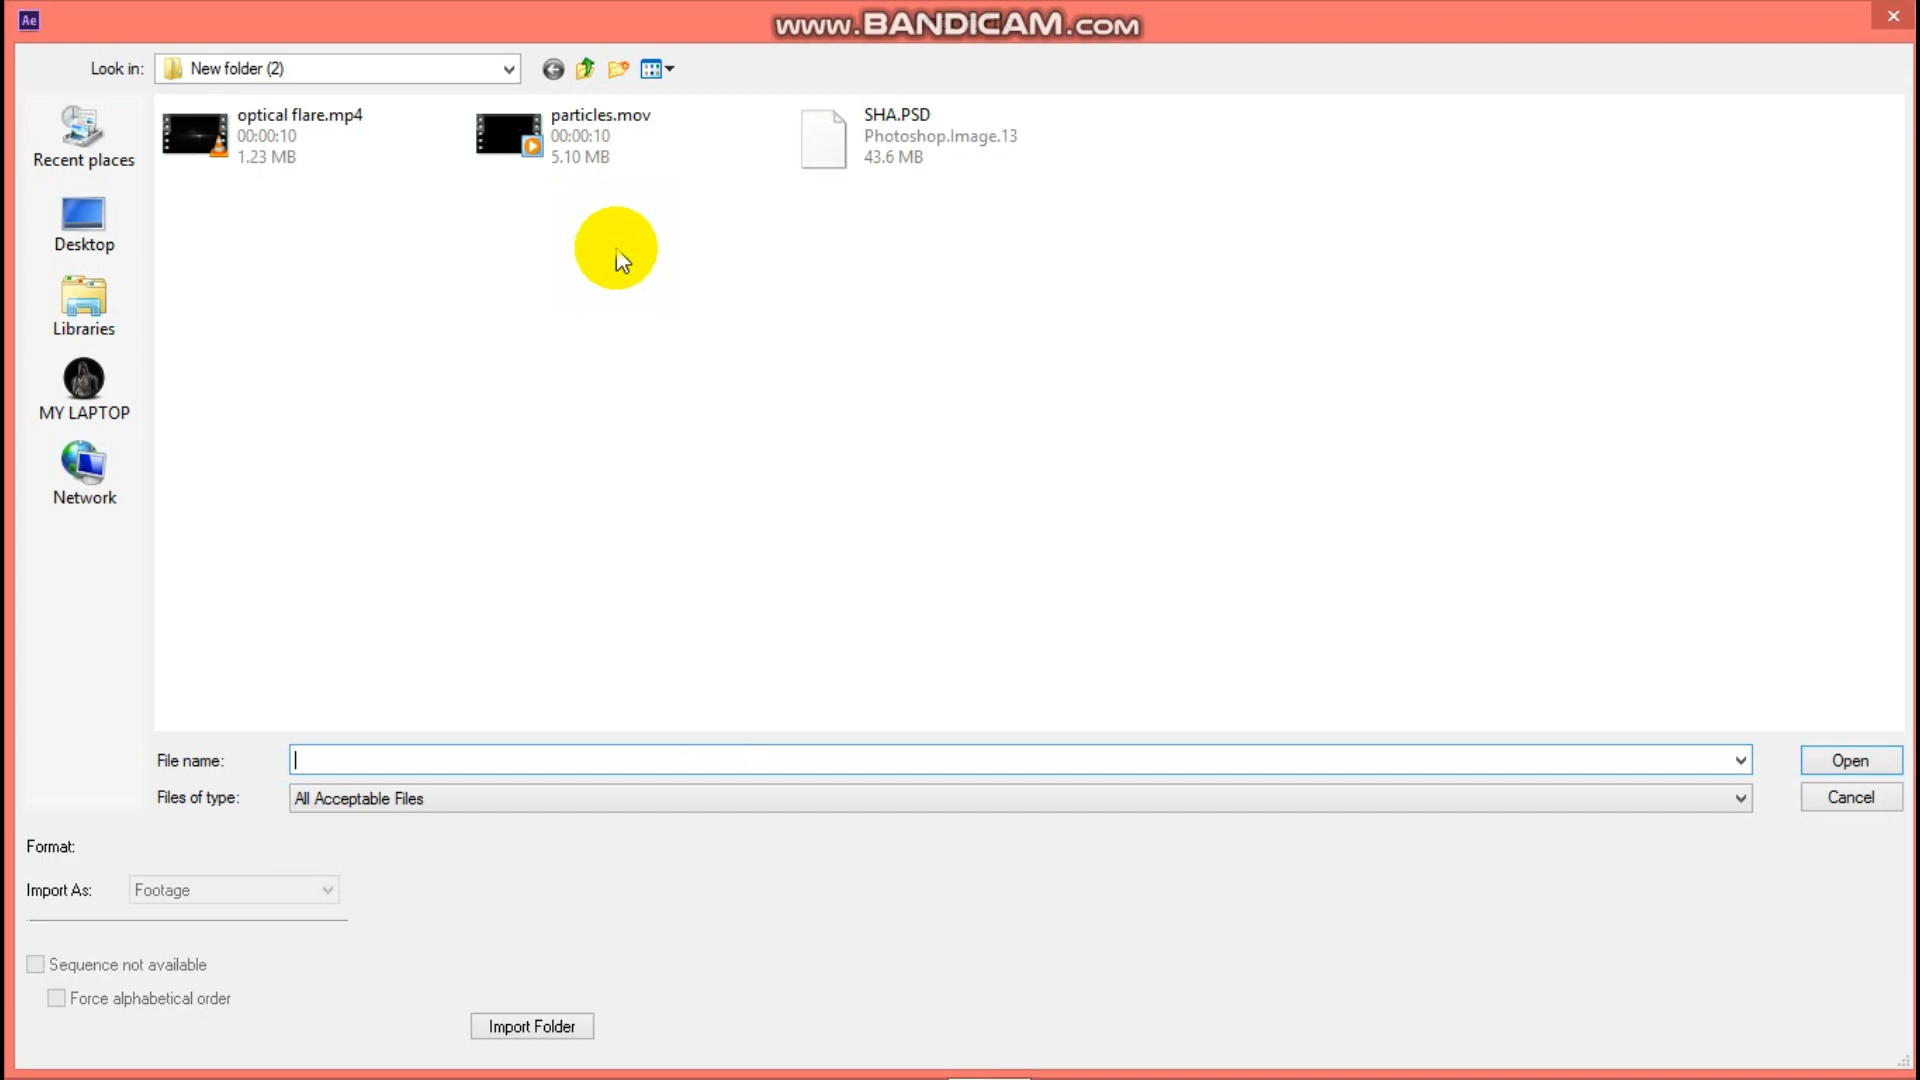 Ae
www.BANDICAM.com
Look in: New folder (2)
optical flare.mp4
00:00:10
1.23 MB
particles.mov
00:00:10
5.10 MB
SHA.PSD
Photoshop.Image.13
43.6 MB
Recent places
Desktop
Libraries
MY LAPTOP
Network
File name:
Open
Files of type: All Acceptable Files
Cancel
Format:
Import As: Footage
Sequence not available
Force alphabetical order
Import Folder